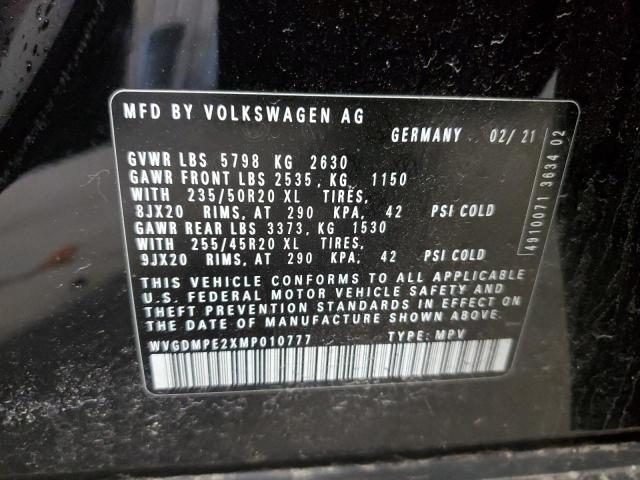 MFD BY VOLKSWAGEN AG
GERMANY 02/ 21
GVWR LBS 5798 KG 2630
GAWR FRONT LBS 2535, KG 1150
WITH 235/50R20 XL TIRES,
8JX20 RIMS, AT 290 KPA, 42 PSI COLD
GAWR REAR LBS 3373, KG 1530
WITH 255/45R20 XL TIRES,
9JX20 RIMS, AT 290 KPA, 42 PSI COLD
THIS VEHICLE CONFORMS TO ALL APPLICABLE
U.S. FEDERAL MOTOR VEHICLE SAFETY AND
THEFT PREVENTION STANDARDS IN EFFECT ON
THE DATE OF MANUFACTURE SHOWN ABOVE.
WVGDMPE2XMP010777 TYPE: MPV
4910071 3634 02